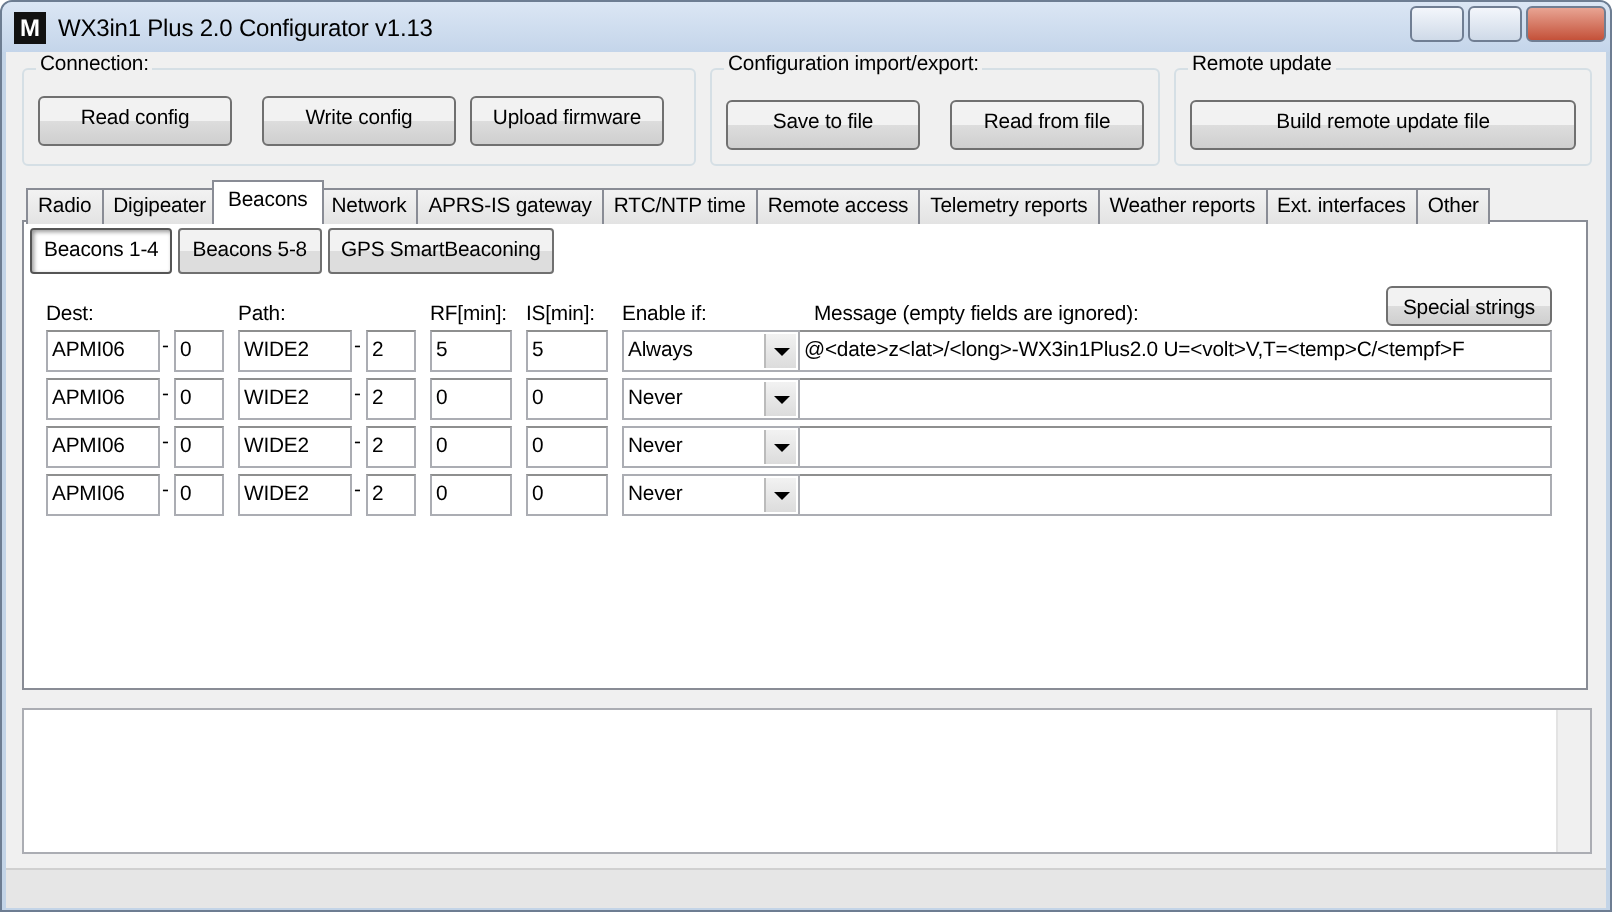 M WX3in1 Plus 2.0 Configurator v1.13
Connection: Configuration import/export: Remote update
Read config Write config Upload firmware Save to file Read from file Build remote update file
Radio Digipeater Beacons Network APRS-IS gateway RTC/NTP time Remote access Telemetry reports Weather reports Ext. interfaces Other
Beacons 1-4 Beacons 5-8 GPS SmartBeaconing
Dest: Path: RF[min]: IS[min]: Enable if: Message (empty fields are ignored): Special strings
APMI06 - 0 WIDE2 - 2 5 5 Always @<date>z<lat>/<long>-WX3in1Plus2.0 U=<volt>V,T=<temp>C/<tempf>F
APMI06 - 0 WIDE2 - 2 0 0 Never
APMI06 - 0 WIDE2 - 2 0 0 Never
APMI06 - 0 WIDE2 - 2 0 0 Never